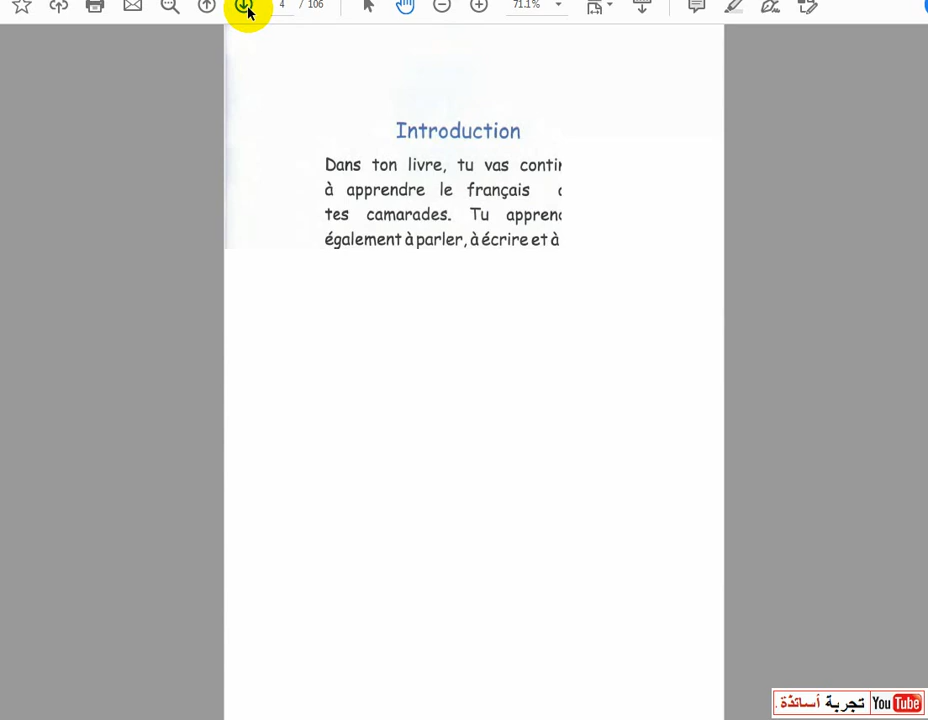 4 / 106 71.1%
Introduction
Dans ton livre, tu vas contin
à apprendre le français
tes camarades. Tu appren
également à parler, à écrire et à
تجربة أساتذة. YouTube